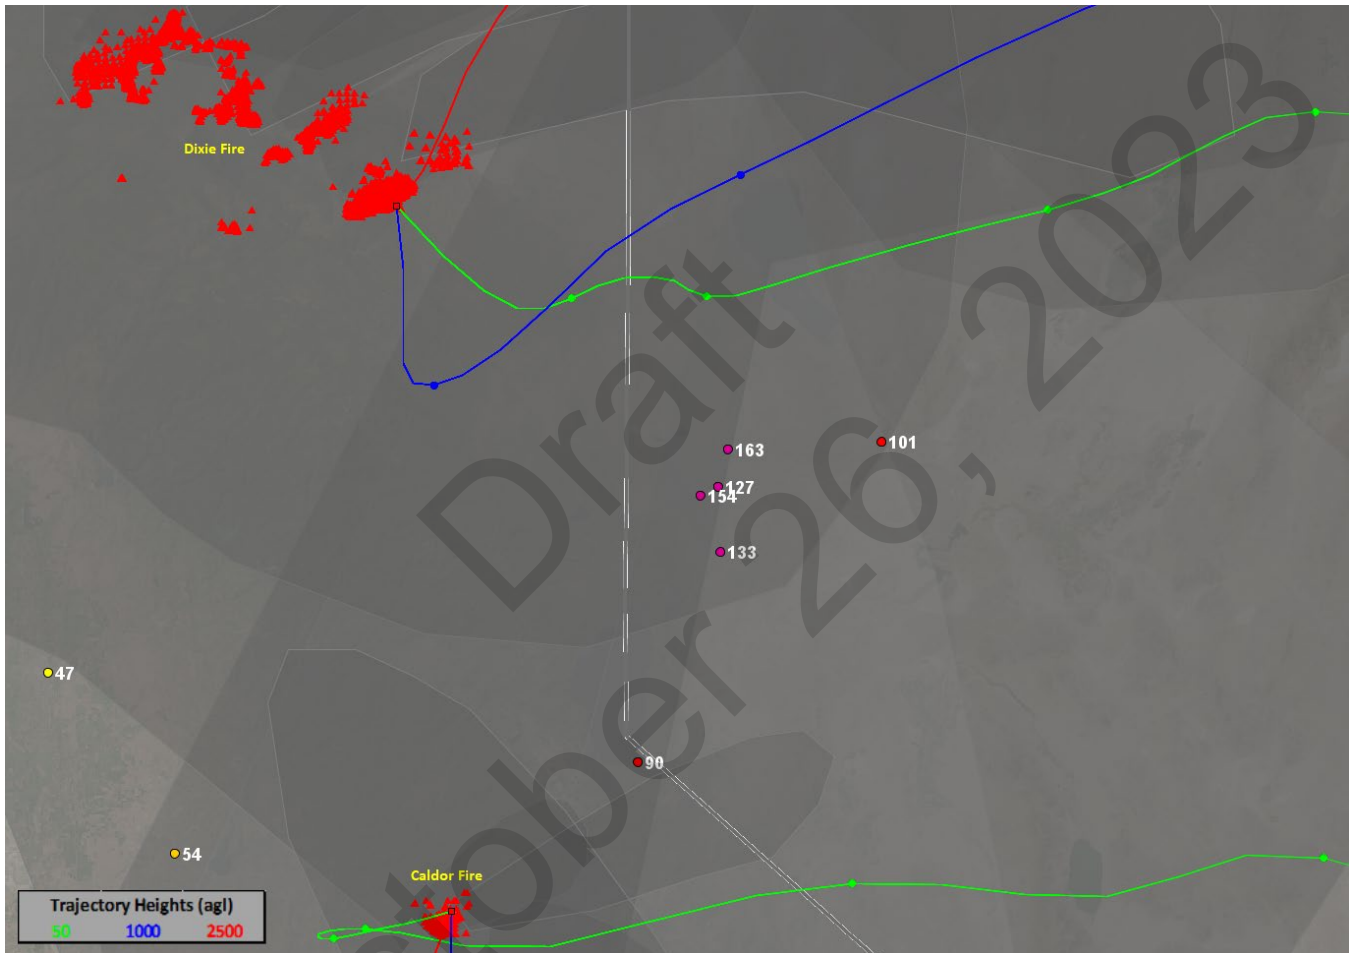 Dixie Fire
163
101
127
154
133
47
90
54
Caldor Fire
Trajectory Heights (agl)
50 1000 2500
Draft
October 26, 2023